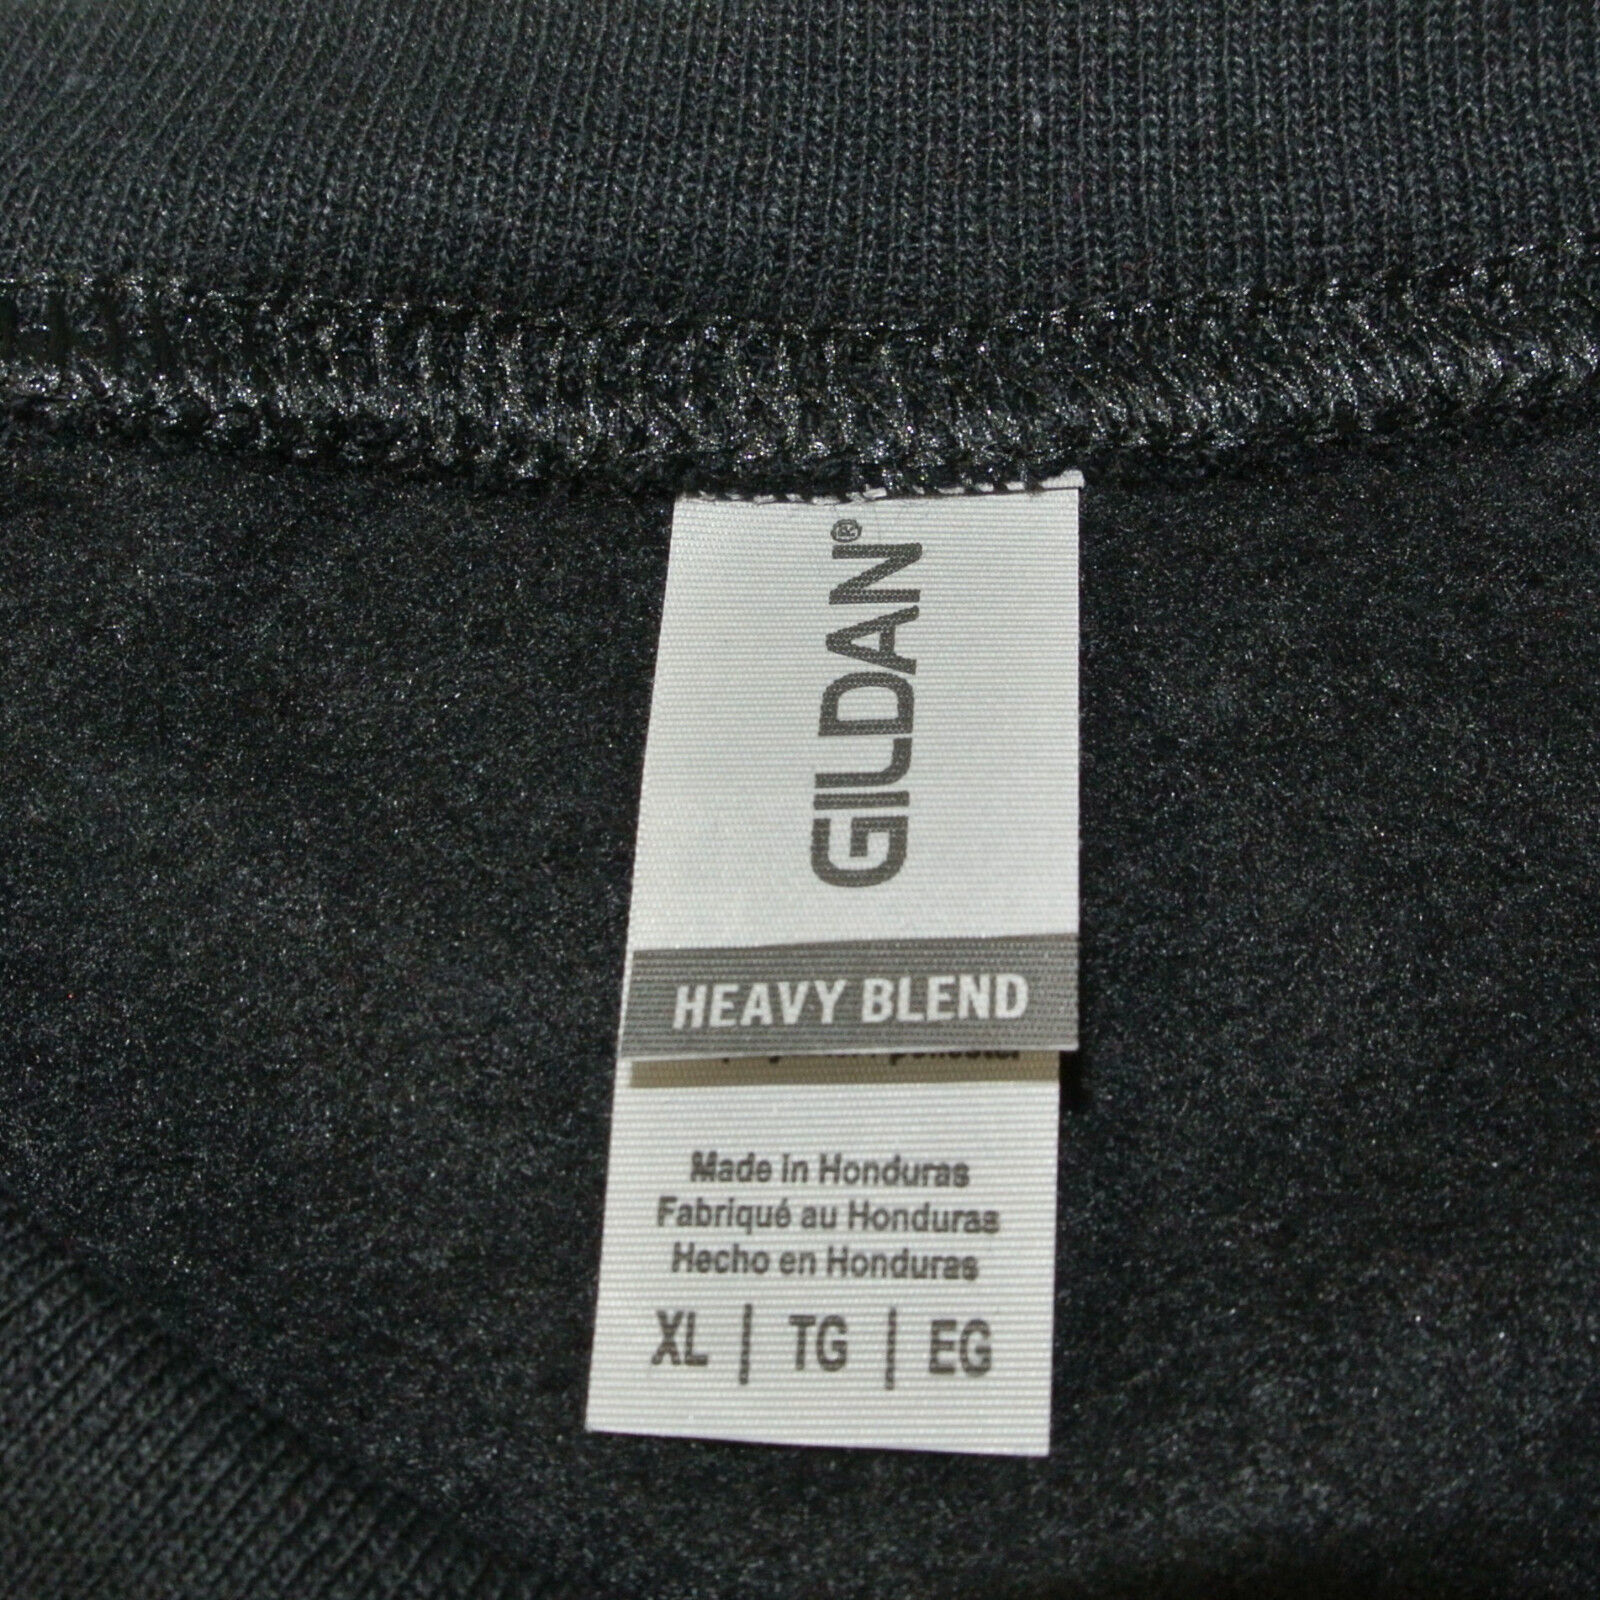 GILDAN®
HEAVY BLEND
Made in Honduras
Fabriqué au Honduras
Hecho en Honduras
XL | TG | EG